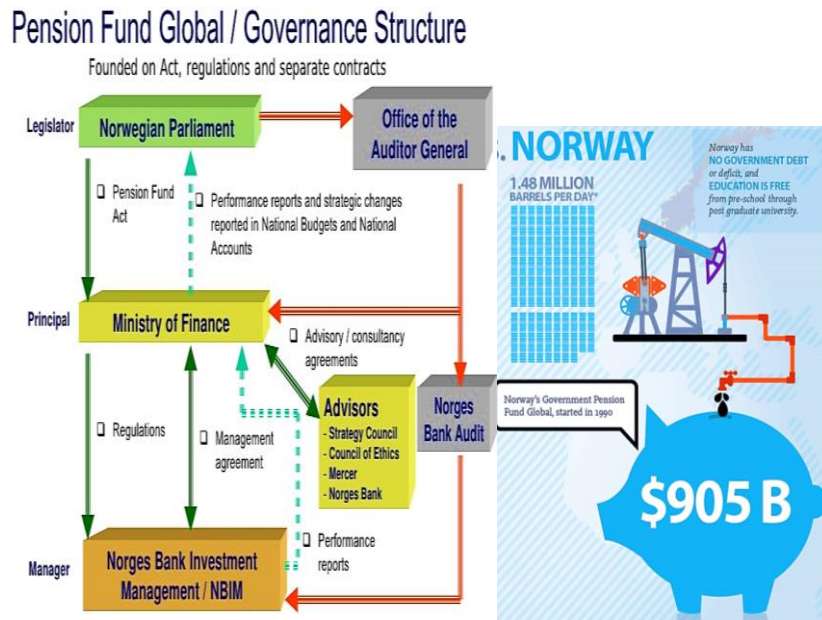 Pension Fund Global / Governance Structure
Founded on Act, regulations and separate contracts
Legislator
Norwegian Parliament
Office of the
Auditor General
❑ Pension Fund
Act
❑ Performance reports and strategic changes
reported in National Budgets and National
Accounts
Principal
Ministry of Finance
❑ Advisory / consultancy
agreements
Advisors
- Strategy Council
- Council of Ethics
- Mercer
- Norges Bank
Norges
Bank Audit
❑ Regulations
❑ Management
agreement
❑ Performance
reports
Manager
Norges Bank Investment
Management / NBIM
. NORWAY
1.48 MILLION
BARRELS PER DAY*
Norway has
NO GOVERNMENT DEBT
or deficit, and
EDUCATION IS FREE
from pre-school through
post graduate university.
Norway's Government Pension
Fund Global, started in 1990
$905 B